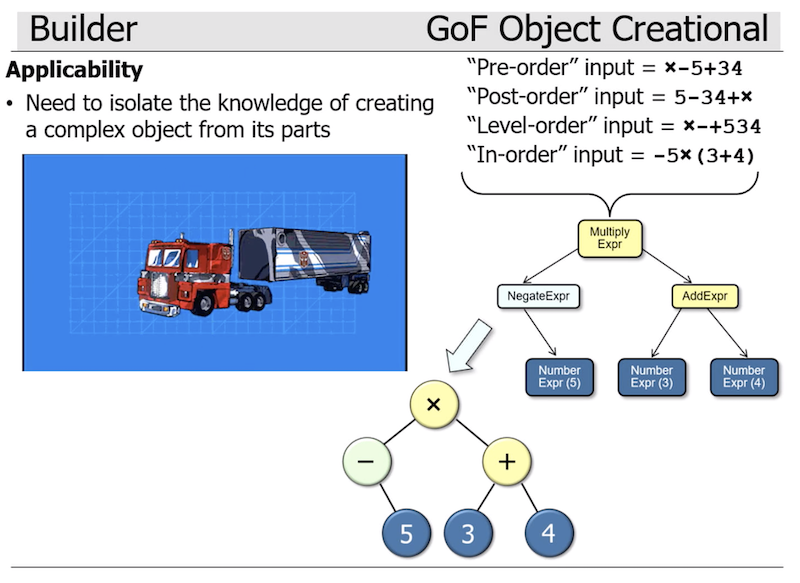 Builder
GoF Object Creational
Applicability
• Need to isolate the knowledge of creating
a complex object from its parts
“Pre-order” input = ×-5+34
“Post-order” input = 5-34+×
“Level-order” input = ×-+534
“In-order” input = -5×(3+4)
Multiply
Expr
NegateExpr
AddExpr
Number
Expr (5)
Number
Expr (3)
Number
Expr (4)
×
−
+
5
3
4